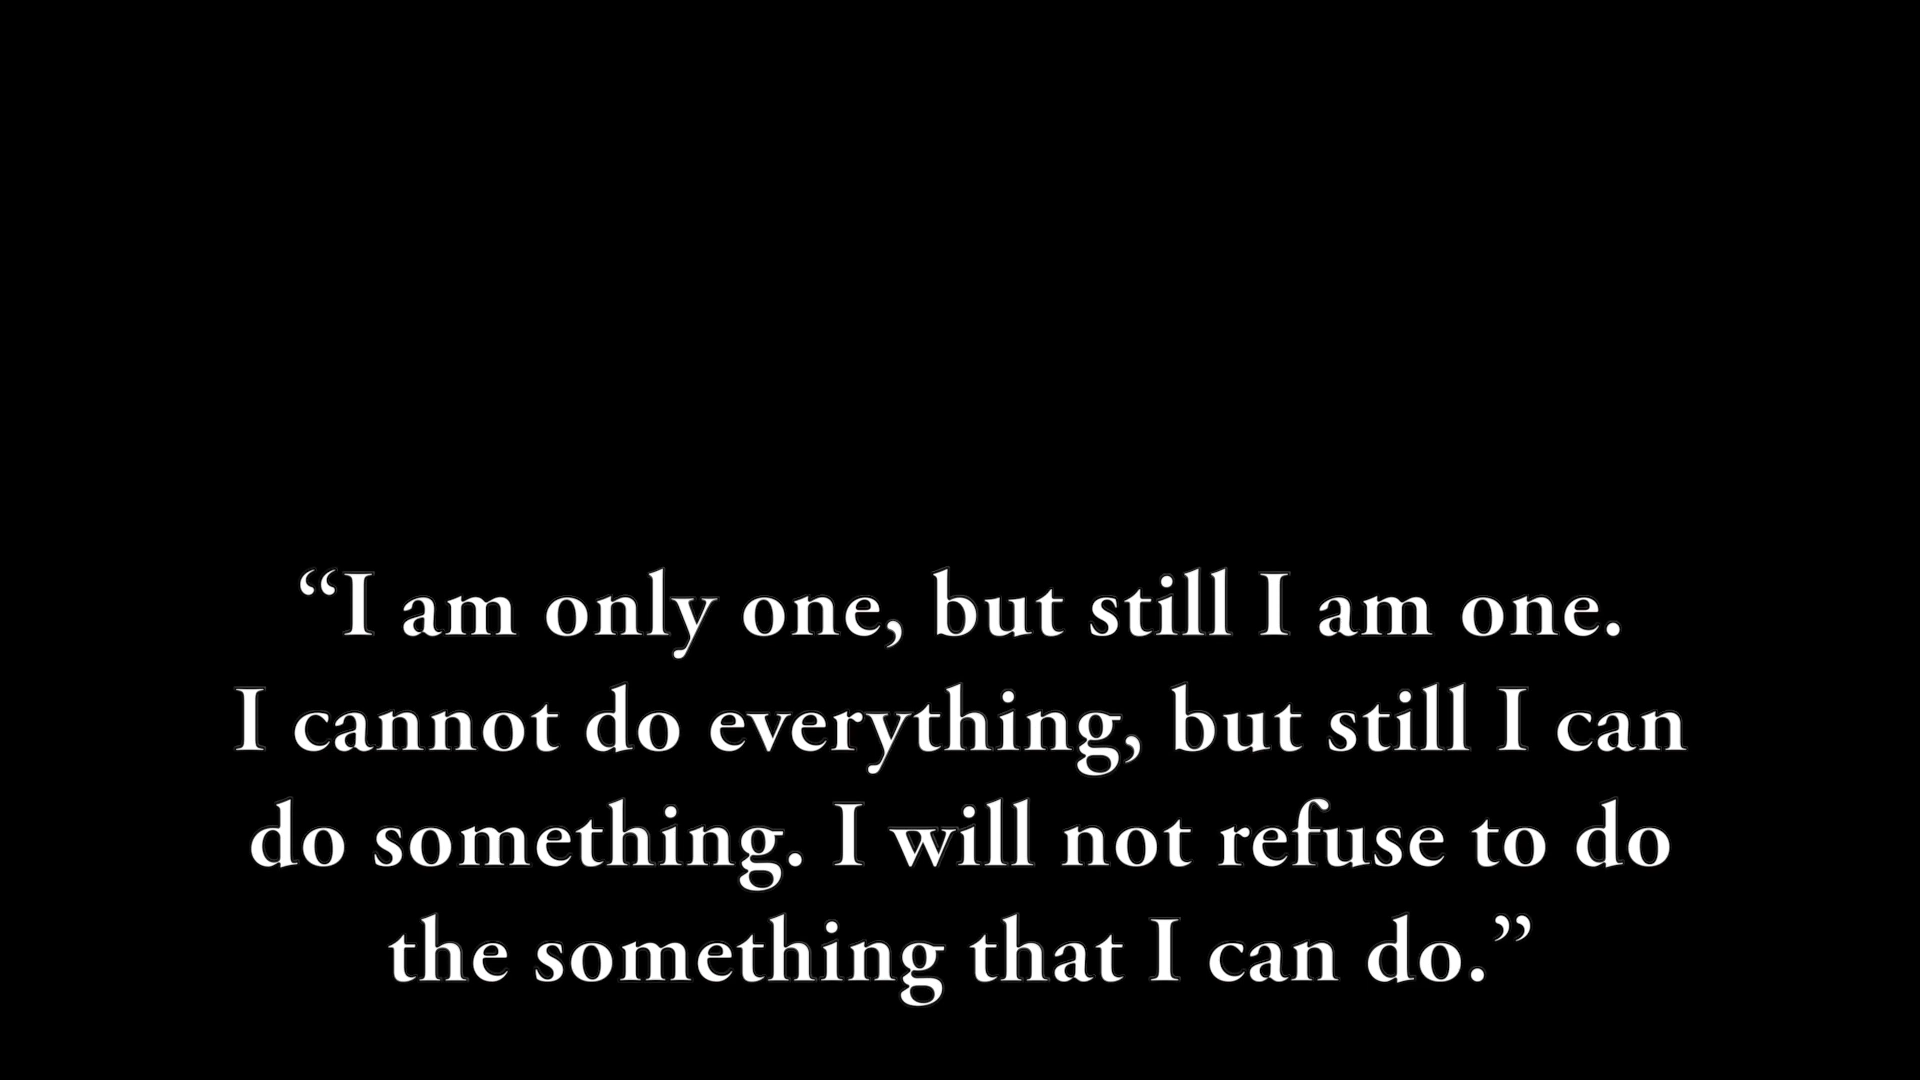 “I am only one, but still I am one.
I cannot do everything, but still I can
do something. I will not refuse to do
the something that I can do.”